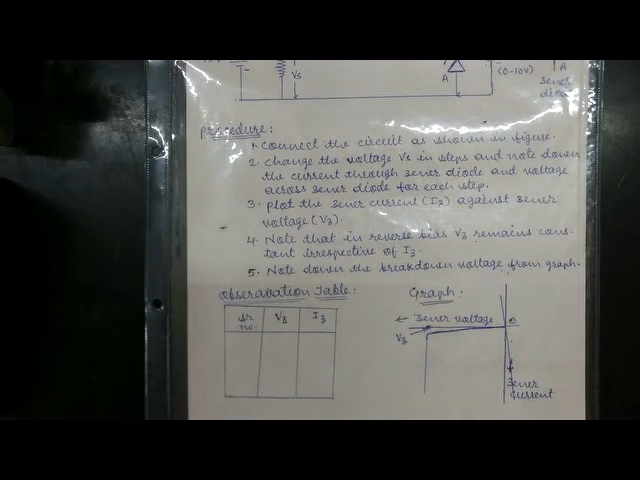 Vs
A
(0-10V)
A
Zener
diode
procedure:
1. connect the circuit as shown in figure.
2. change the voltage Vs in steps and note down
the current through zener diode and voltage
across zener diode for each step.
3. plot the zener current (Iz) against zener
voltage (Vz).
4. Note that in reverse bias Vz remains cons-
tant irrespective of Iz.
5. Note down the breakdown voltage from graph.
obseravation Table:
Sr no. Vz Iz
Graph:
← Zener voltage
Vz
0
Zener
current